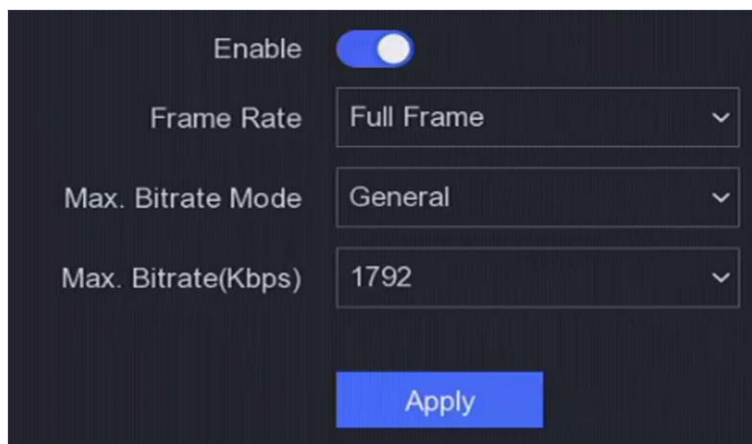 Enable
Frame Rate Full Frame
Max. Bitrate Mode General
Max. Bitrate(Kbps) 1792
Apply